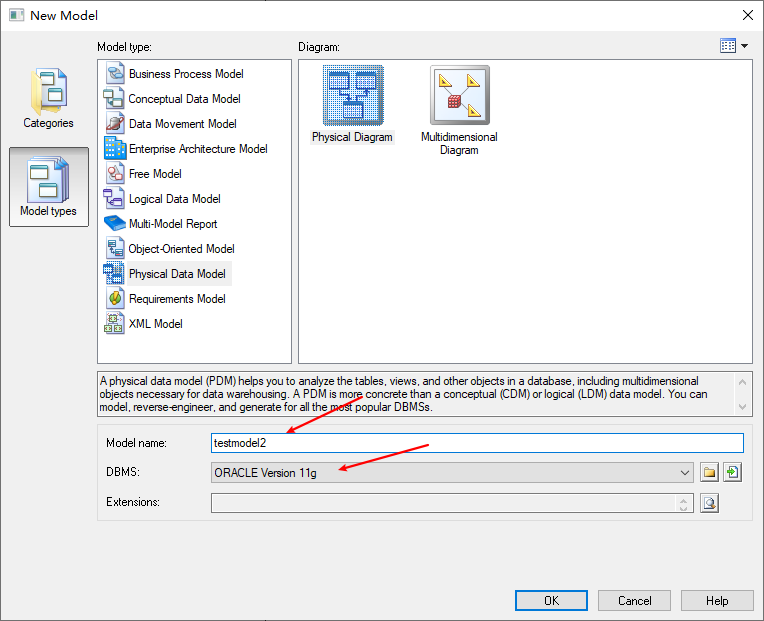 New Model
Model type:
Diagram:
Categories
Model types
Business Process Model
Conceptual Data Model
Data Movement Model
Enterprise Architecture Model
Free Model
Logical Data Model
Multi-Model Report
Object-Oriented Model
Physical Data Model
Requirements Model
XML Model
Physical Diagram
Multidimensional
Diagram
A physical data model (PDM) helps you to analyze the tables, views, and other objects in a database, including multidimensional
objects necessary for data warehousing. A PDM is more concrete than a conceptual (CDM) or logical (LDM) data model. You can
model, reverse-engineer, and generate for all the most popular DBMSs.
Model name:
testmodel2
DBMS:
ORACLE Version 11g
Extensions:
OK
Cancel
Help